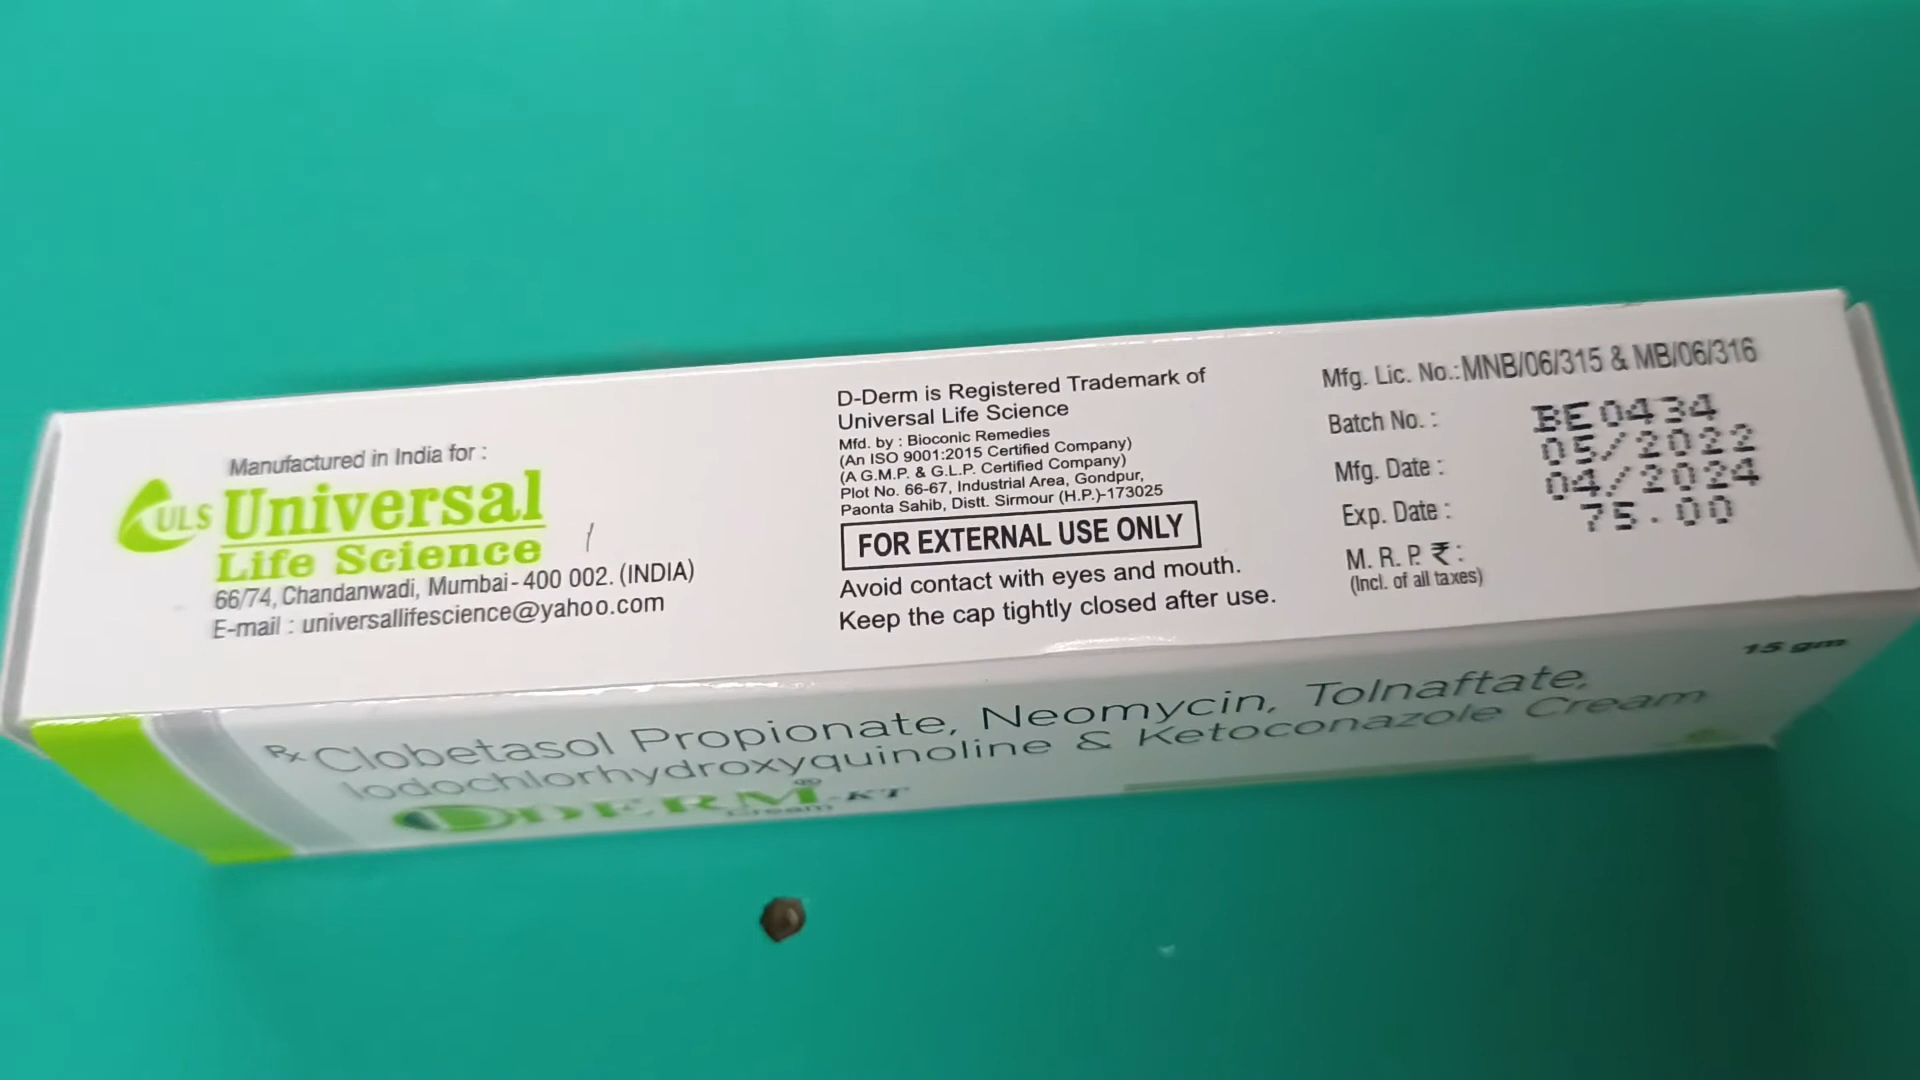 Manufactured in India for :
ULS Universal
Life Science
66/74, Chandanwadi, Mumbai - 400 002. (INDIA)
E-mail : universallifescience@yahoo.com
D-Derm is Registered Trademark of
Universal Life Science
Mfd. by : Bioconic Remedies
(An ISO 9001:2015 Certified Company)
(A G.M.P. & G.L.P. Certified Company)
Plot No. 66-67, Industrial Area, Gondpur,
Paonta Sahib, Distt. Sirmour (H.P.)-173025
FOR EXTERNAL USE ONLY
Avoid contact with eyes and mouth.
Keep the cap tightly closed after use.
Mfg. Lic. No.:MNB/06/315 & MB/06/316
Batch No. : BE0434
Mfg. Date : 05/2022
Exp. Date : 04/2024
M. R. P. ₹ : 75.00
(Incl. of all taxes)
15 gm
Rx Clobetasol Propionate, Neomycin, Tolnaftate,
Iodochlorhydroxyquinoline & Ketoconazole Cream
D DERM®-KT
Cream